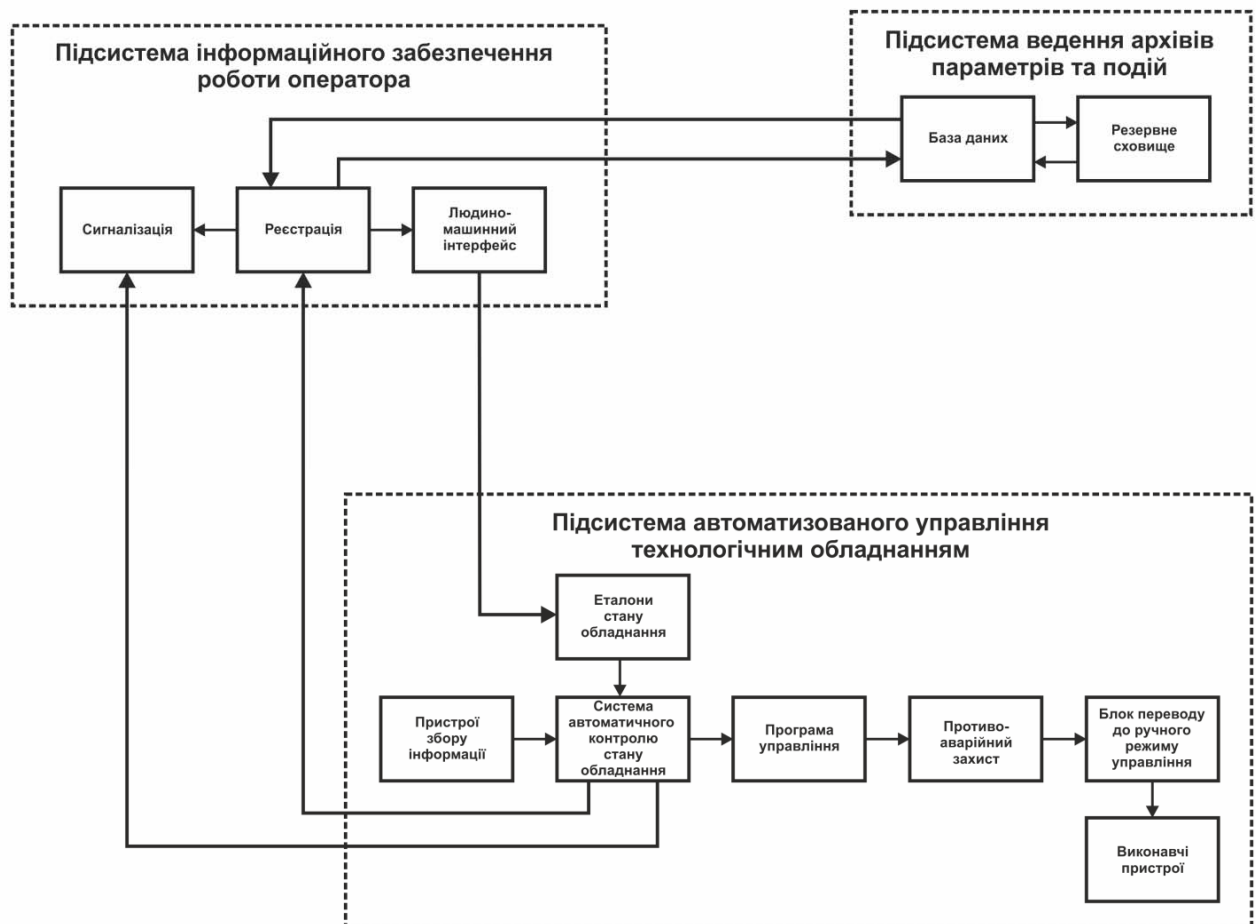 Підсистема інформаційного забезпечення
роботи оператора
Підсистема ведення архівів
параметрів та подій
База даних
Резервне
сховище
Сигналізація
Реєстрація
Людино-
машинний
інтерфейс
Підсистема автоматизованого управління
технологічним обладнанням
Еталони
стану
обладнання
Пристрої
збору
інформації
Система
автоматичного
контролю
стану
обладнання
Програма
управління
Противо-
аварійний
захист
Блок переводу
до ручного
режиму
управління
Виконавчі
пристрої